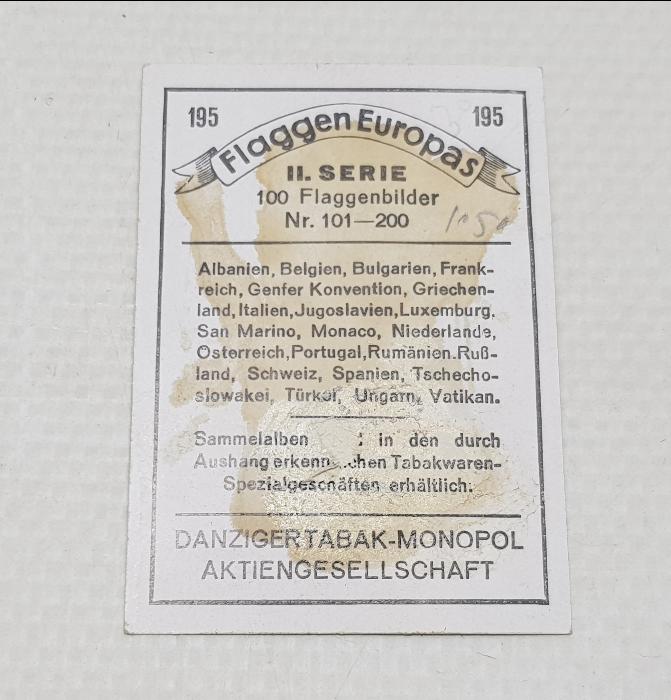 195 Flaggen Europas 195
II. SERIE
100 Flaggenbilder
Nr. 101—200
Albanien, Belgien, Bulgarien, Frank-
reich, Genfer Konvention, Griechen-
land, Italien, Jugoslavien, Luxemburg,
San Marino, Monaco, Niederlande,
Österreich, Portugal, Rumänien. Ruß-
land, Schweiz, Spanien, Tschecho-
slowakei, Türkei, Ungarn, Vatikan.
Sammelalben : in den durch
Aushang Tabakwaren-
Spezialgeschäften erhältlich.
DANZIGER TABAK-MONOPOL
AKTIENGESELLSCHAFT